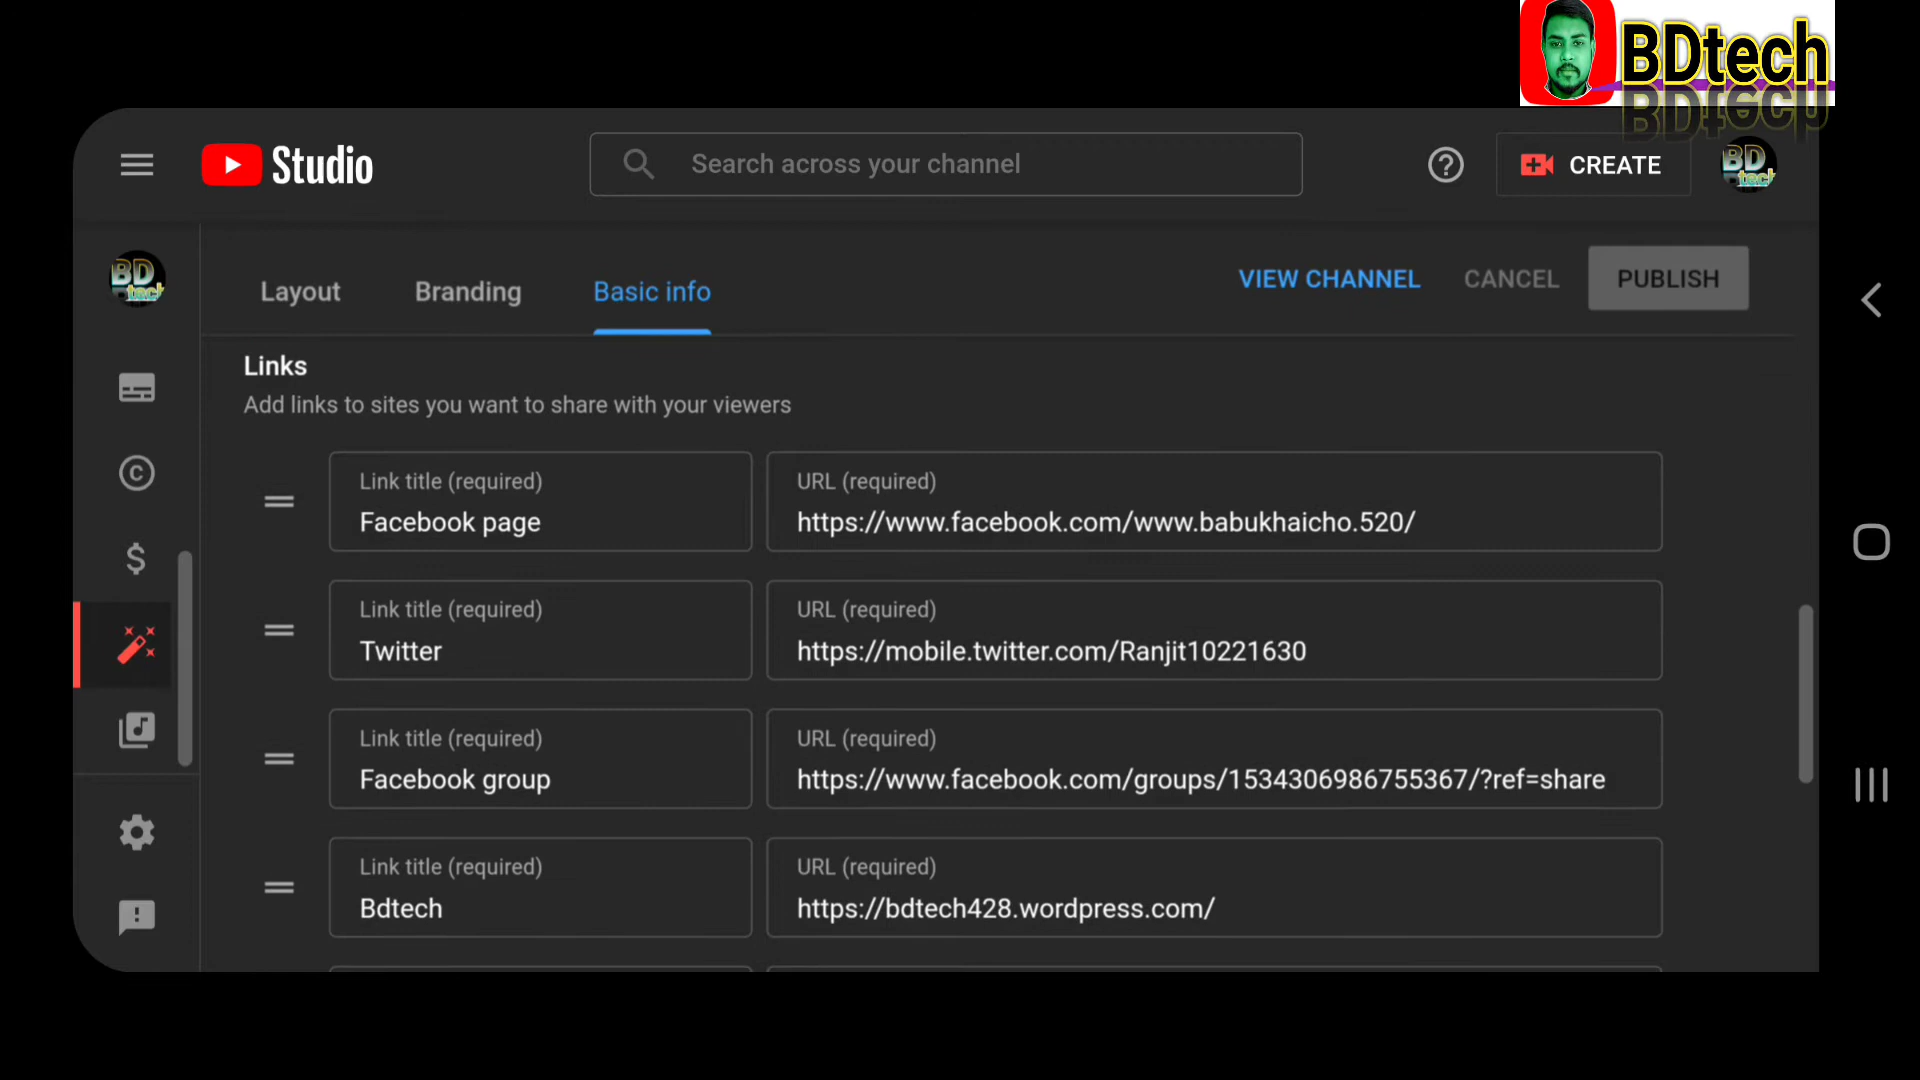 BDtech
Studio
Search across your channel
CREATE
BD
tech
BD
tech
Layout
Branding
Basic info
VIEW CHANNEL
CANCEL
PUBLISH
Links
Add links to sites you want to share with your viewers
Link title (required)
Facebook page
URL (required)
https://www.facebook.com/www.babukhaicho.520/
Link title (required)
Twitter
URL (required)
https://mobile.twitter.com/Ranjit10221630
Link title (required)
Facebook group
URL (required)
https://www.facebook.com/groups/1534306986755367/?ref=share
Link title (required)
Bdtech
URL (required)
https://bdtech428.wordpress.com/